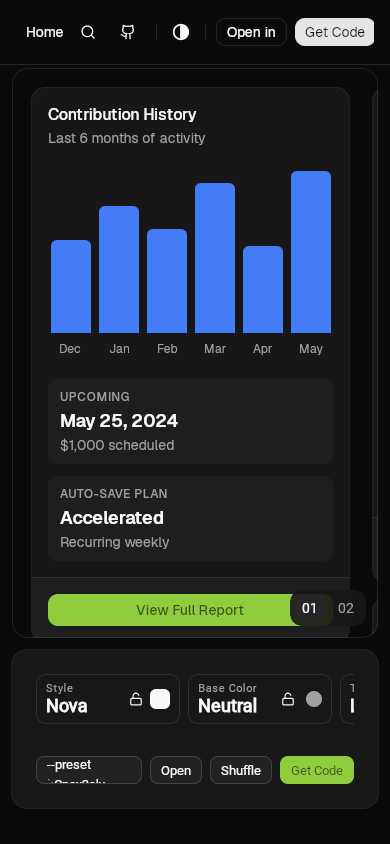 Home
Open in
Get Code
Contribution History
Last 6 months of activity
Dec Jan Feb Mar Apr May
UPCOMING
May 25, 2024
$1,000 scheduled
AUTO-SAVE PLAN
Accelerated
Recurring weekly
View Full Report
01 02
Style
Nova
Base Color
Neutral
--preset
Open
Shuffle
Get Code